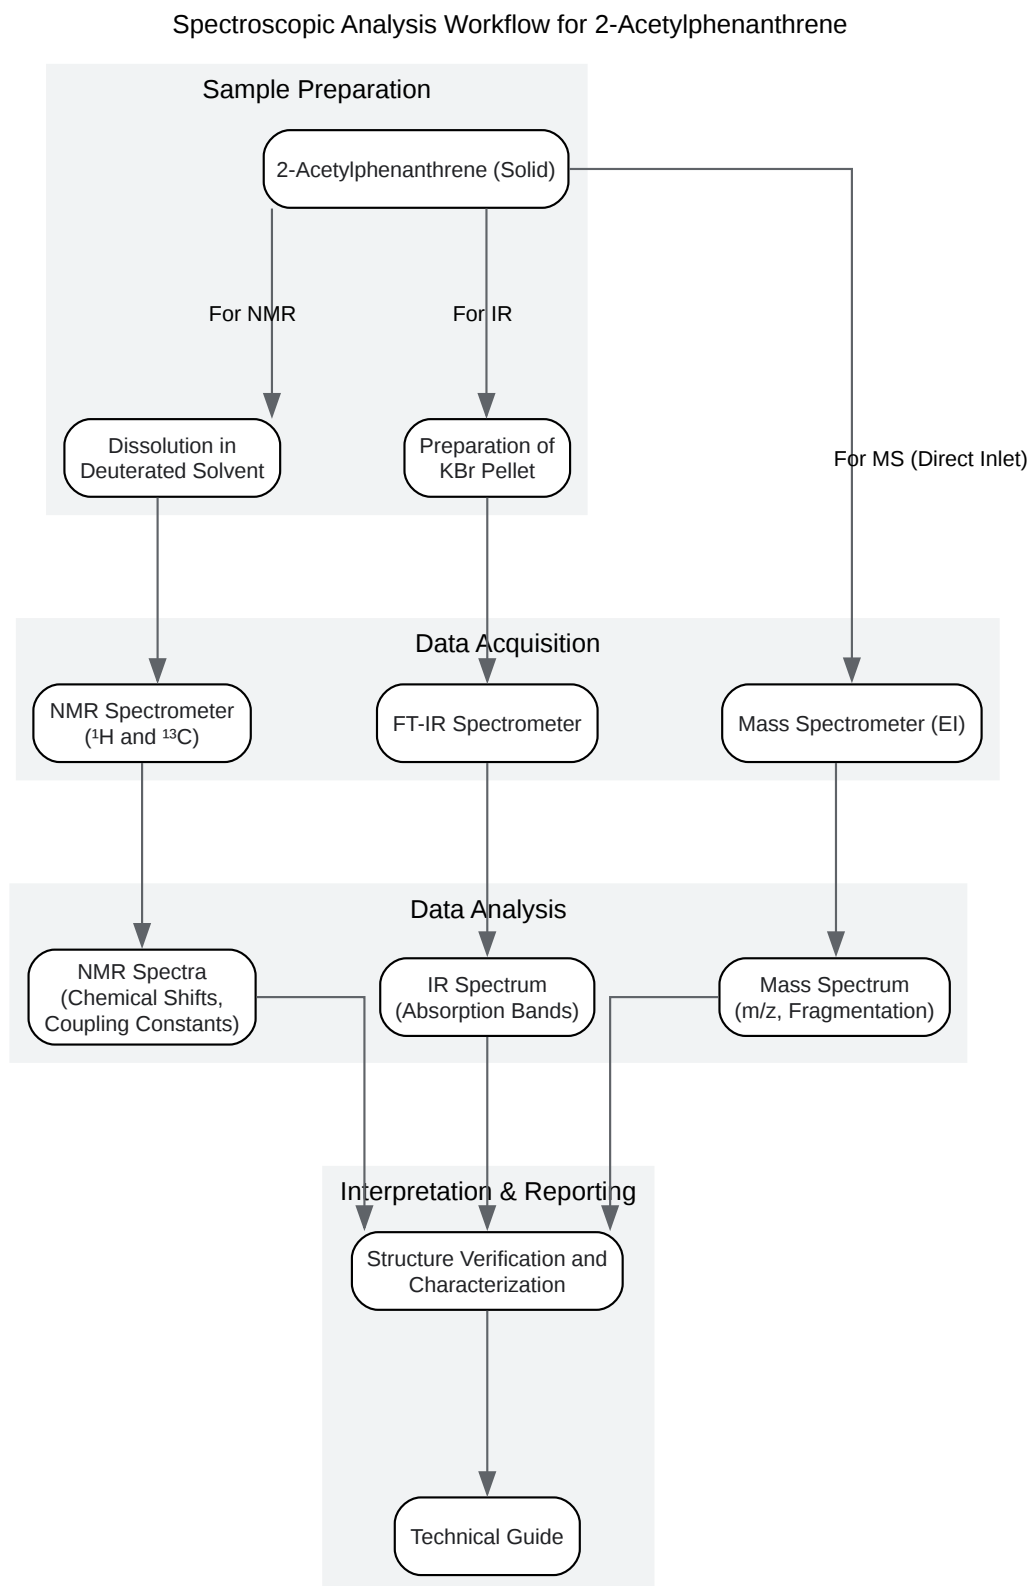 Spectroscopic Analysis Workflow for 2-Acetylphenanthrene
Sample Preparation
2-Acetylphenanthrene (Solid)
For NMR
For IR
For MS (Direct Inlet)
Dissolution in
Deuterated Solvent
Preparation of
KBr Pellet
Data Acquisition
NMR Spectrometer
(¹H and ¹³C)
FT-IR Spectrometer
Mass Spectrometer (EI)
Data Analysis
NMR Spectra
(Chemical Shifts,
Coupling Constants)
IR Spectrum
(Absorption Bands)
Mass Spectrum
(m/z, Fragmentation)
Interpretation & Reporting
Structure Verification and
Characterization
Technical Guide